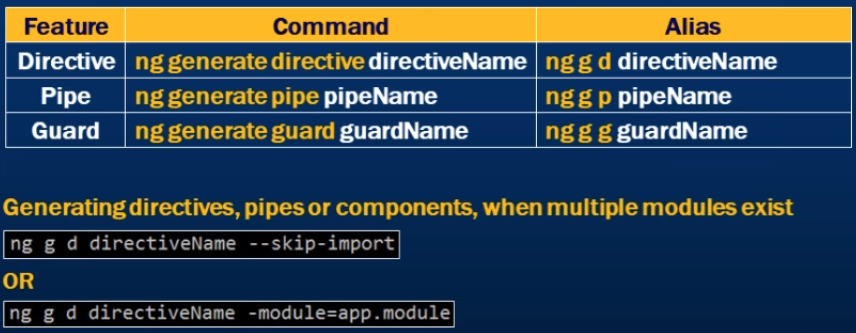 Feature Command Alias
Directive ng generate directive directiveName ng g d directiveName
Pipe ng generate pipe pipeName ng g p pipeName
Guard ng generate guard guardName ng g g guardName
Generating directives, pipes or components, when multiple modules exist
ng g d directiveName --skip-import
OR
ng g d directiveName -module=app.module